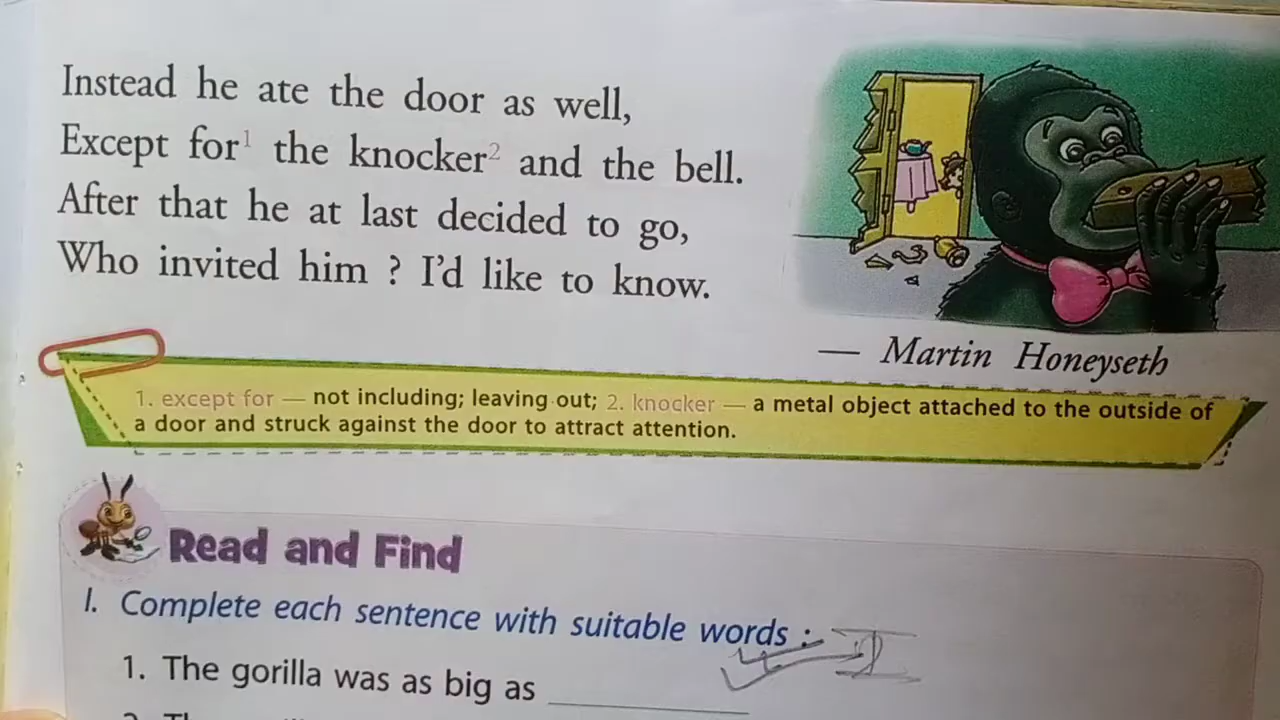 Instead he ate the door as well,
Except for¹ the knocker² and the bell.
After that he at last decided to go,
Who invited him ? I'd like to know.
— Martin Honeyseth
1. except for — not including; leaving out; 2. knocker — a metal object attached to the outside of
a door and struck against the door to attract attention.
Read and Find
I. Complete each sentence with suitable words :
1. The gorilla was as big as ________